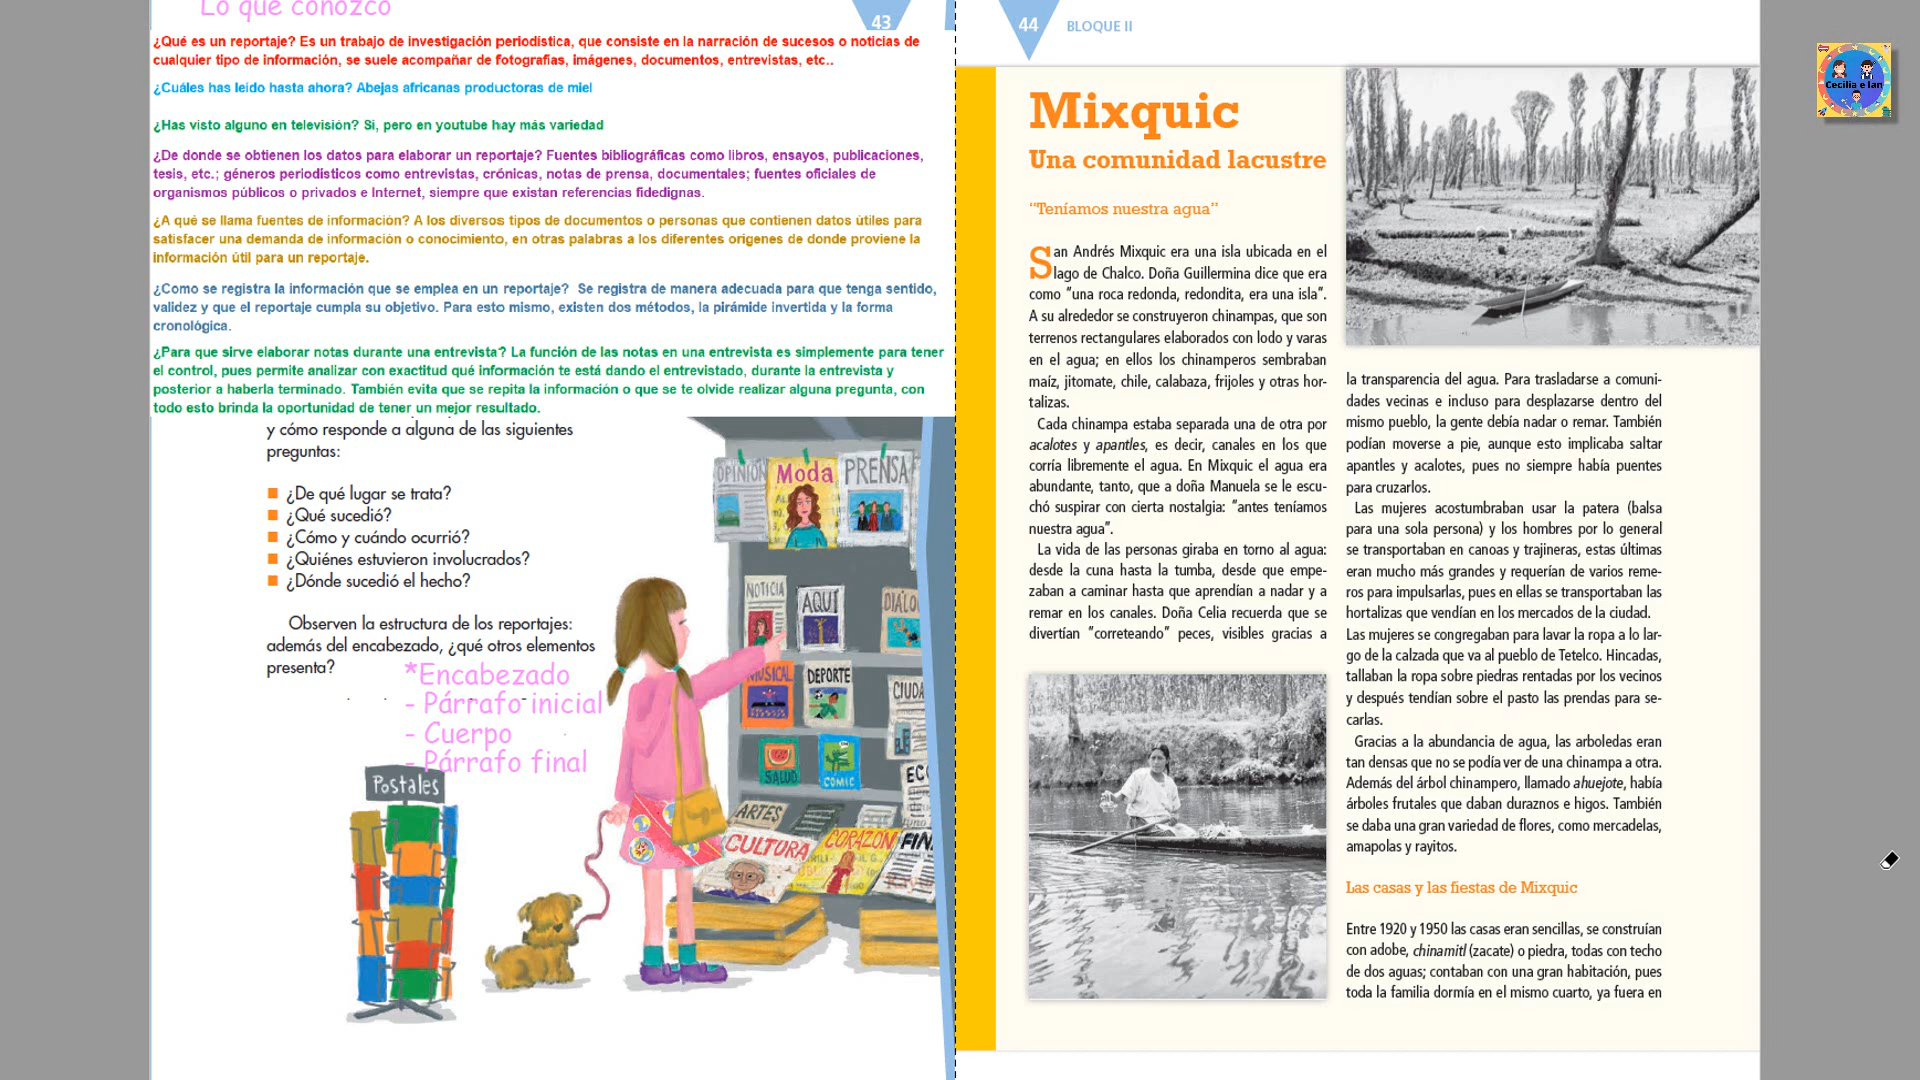 Lo que conozco
43
¿Qué es un reportaje? Es un trabajo de investigación periodística, que consiste en la narración de sucesos o noticias de
cualquier tipo de información, se suele acompañar de fotografías, imágenes, documentos, entrevistas, etc..
¿Cuáles has leído hasta ahora? Abejas africanas productoras de miel
¿Has visto alguno en televisión? Si, pero en youtube hay más variedad
¿De donde se obtienen los datos para elaborar un reportaje? Fuentes bibliográficas como libros, ensayos, publicaciones,
tesis, etc.; géneros periodísticos como entrevistas, crónicas, notas de prensa, documentales; fuentes oficiales de
organismos públicos o privados e Internet, siempre que existan referencias fidedignas.
¿A qué se llama fuentes de información? A los diversos tipos de documentos o personas que contienen datos útiles para
satisfacer una demanda de información o conocimiento, en otras palabras a los diferentes orígenes de donde proviene la
información útil para un reportaje.
¿Como se registra la información que se emplea en un reportaje? Se registra de manera adecuada para que tenga sentido,
validez y que el reportaje cumpla su objetivo. Para esto mismo, existen dos métodos, la pirámide invertida y la forma
cronológica.
¿Para que sirve elaborar notas durante una entrevista? La función de las notas en una entrevista es simplemente para tener
el control, pues permite analizar con exactitud qué información te está dando el entrevistado, durante la entrevista y
posterior a haberla terminado. También evita que se repita la información o que se te olvide realizar alguna pregunta, con
todo esto brinda la oportunidad de tener un mejor resultado.
y cómo responde a alguna de las siguientes
preguntas:
■ ¿De qué lugar se trata?
■ ¿Qué sucedió?
■ ¿Cómo y cuándo ocurrió?
■ ¿Quiénes estuvieron involucrados?
■ ¿Dónde sucedió el hecho?
Observen la estructura de los reportajes:
además del encabezado, ¿qué otros elementos
presenta?
*Encabezado
- Párrafo inicial
- Cuerpo
- Párrafo final
Postales
OPINIÓN
Moda
PRENSA
NOTICIA
AQUÍ
DIÁLO
MUSICAL
DEPORTE
CIUDA
SALUD
COMIC
ECO
ARTES
CULTURA
CORAZÓN
FIN
44
BLOQUE II
Mixquic
Una comunidad lacustre
“Teníamos nuestra agua”
San Andrés Mixquic era una isla ubicada en el
lago de Chalco. Doña Guillermina dice que era
como “una roca redonda, redondita, era una isla”.
A su alrededor se construyeron chinampas, que son
terrenos rectangulares elaborados con lodo y varas
en el agua; en ellos los chinamperos sembraban
maíz, jitomate, chile, calabaza, frijoles y otras hor-
talizas.
Cada chinampa estaba separada una de otra por
acalotes y apantles, es decir, canales en los que
corría libremente el agua. En Mixquic el agua era
abundante, tanto, que a doña Manuela se le escu-
chó suspirar con cierta nostalgia: “antes teníamos
nuestra agua”.
La vida de las personas giraba en torno al agua:
desde la cuna hasta la tumba, desde que empe-
zaban a caminar hasta que aprendían a nadar y a
remar en los canales. Doña Celia recuerda que se
divertían “correteando” peces, visibles gracias a
la transparencia del agua. Para trasladarse a comuni-
dades vecinas e incluso para desplazarse dentro del
mismo pueblo, la gente debía nadar o remar. También
podían moverse a pie, aunque esto implicaba saltar
apantles y acalotes, pues no siempre había puentes
para cruzarlos.
Las mujeres acostumbraban usar la patera (balsa
para una sola persona) y los hombres por lo general
se transportaban en canoas y trajineras, estas últimas
eran mucho más grandes y requerían de varios reme-
ros para impulsarlas, pues en ellas se transportaban las
hortalizas que vendían en los mercados de la ciudad.
Las mujeres se congregaban para lavar la ropa a lo lar-
go de la calzada que va al pueblo de Tetelco. Hincadas,
tallaban la ropa sobre piedras rentadas por los vecinos
y después tendían sobre el pasto las prendas para se-
carlas.
Gracias a la abundancia de agua, las arboledas eran
tan densas que no se podía ver de una chinampa a otra.
Además del árbol chinampero, llamado ahuejote, había
árboles frutales que daban duraznos e higos. También
se daba una gran variedad de flores, como mercadelas,
amapolas y rayitos.
Las casas y las fiestas de Mixquic
Entre 1920 y 1950 las casas eran sencillas, se construían
con adobe, chinamitl (zacate) o piedra, todas con techo
de dos aguas; contaban con una gran habitación, pues
toda la familia dormía en el mismo cuarto, ya fuera en
Cecilia e Ian